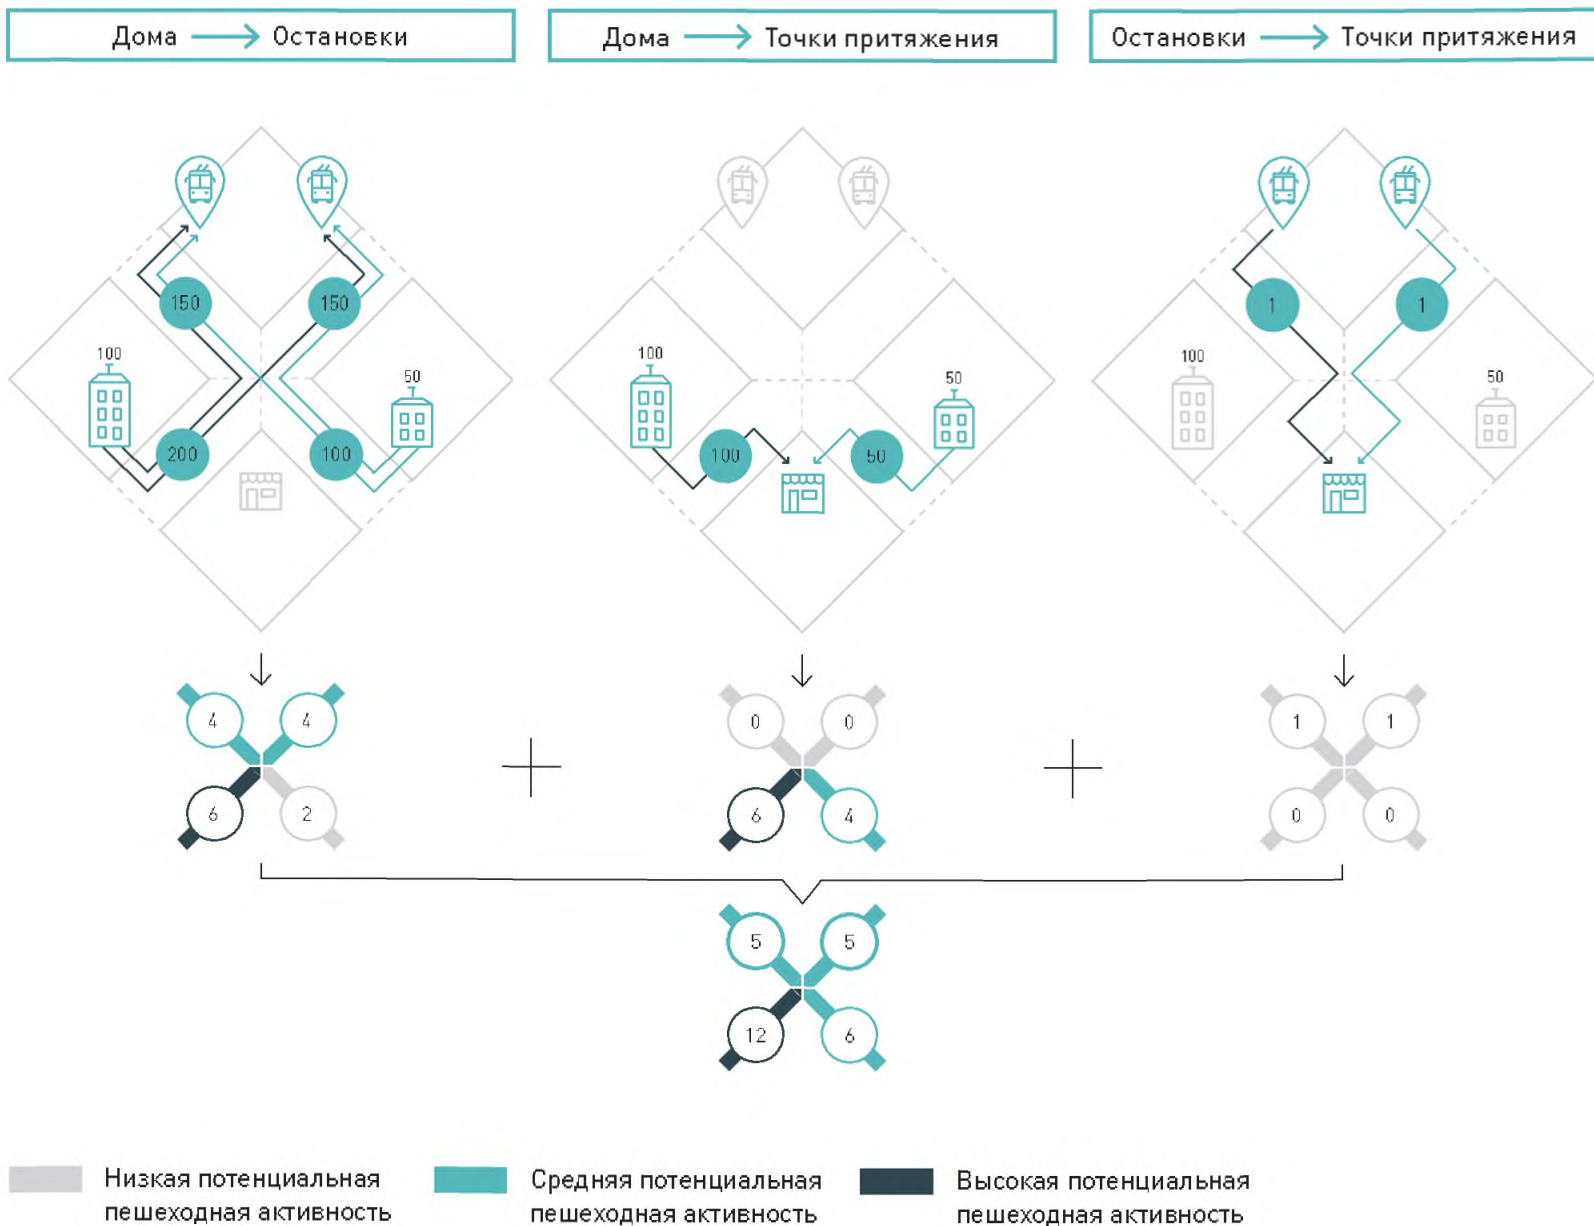 Дома → Остановки
Дома → Точки притяжения
Остановки → Точки притяжения
150 150
100
50
200 100
100
50
100 50
1 1
100
50
4 4
6 2
0 0
6 4
1 1
0 0
5 5
12 6
Низкая потенциальная
пешеходная активность
Средняя потенциальная
пешеходная активность
Высокая потенциальная
пешеходная активность